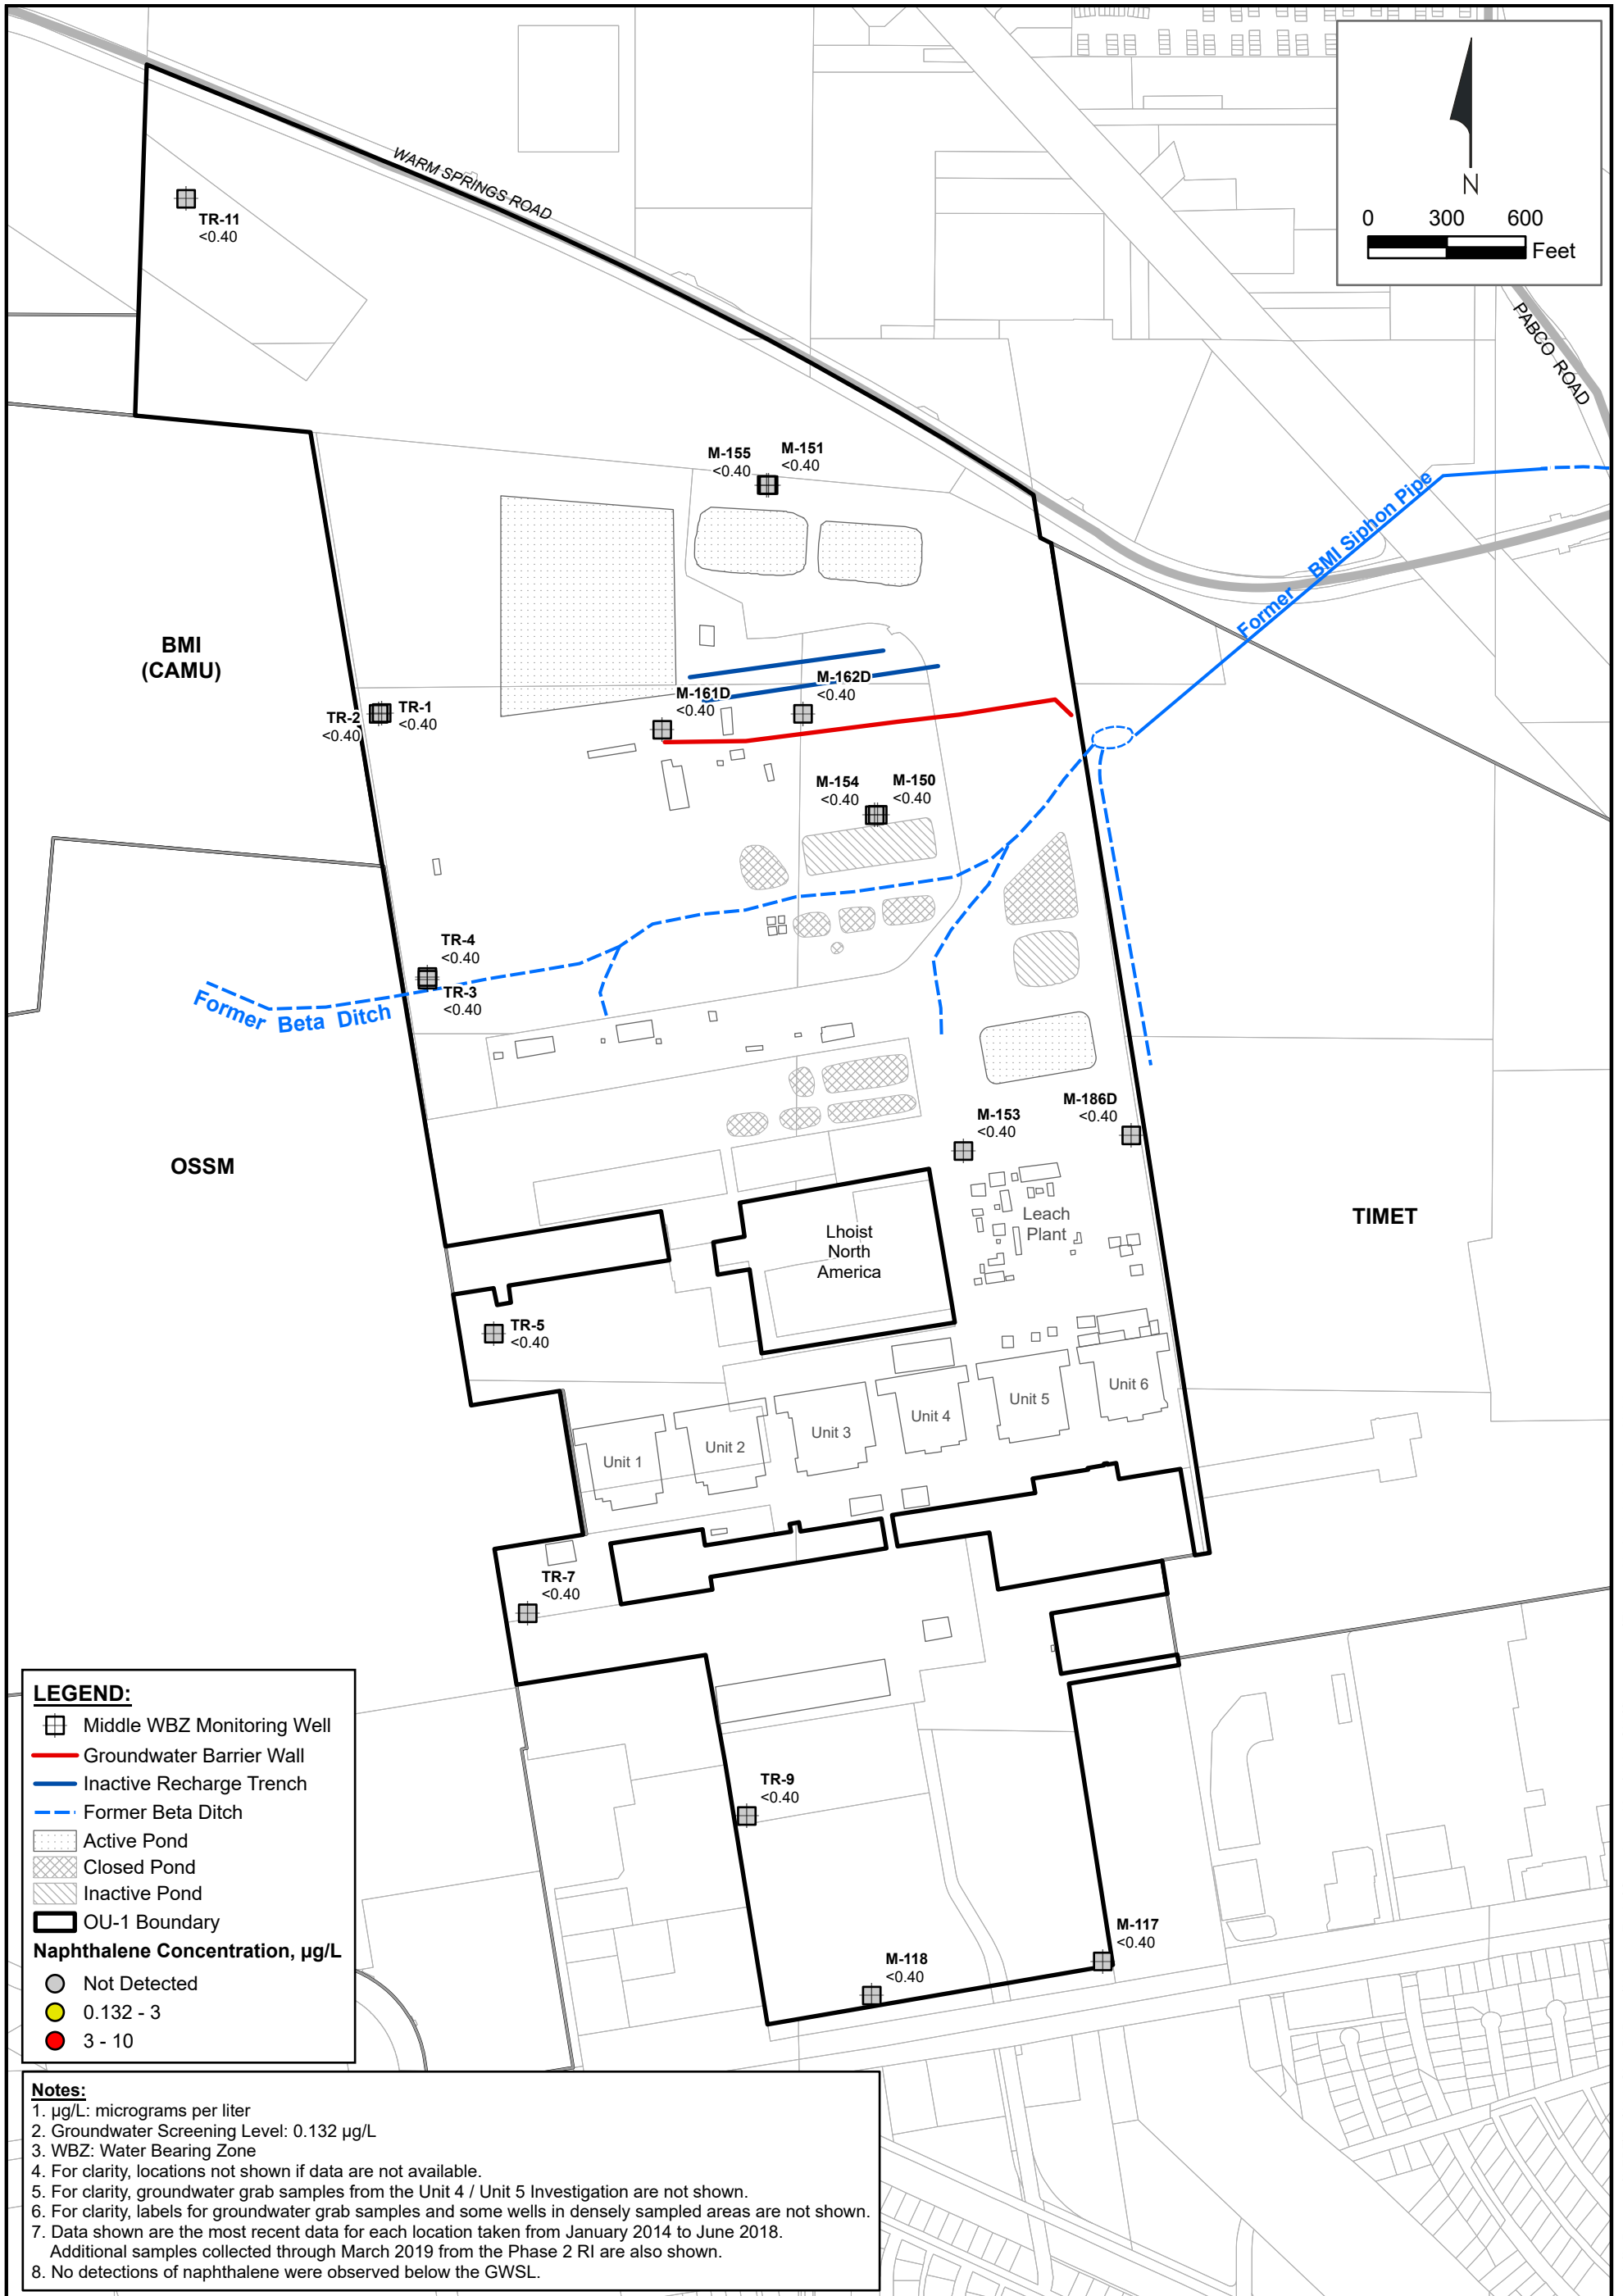 WARM SPRINGS ROAD
N
0 300 600
Feet
PABCO ROAD
TR-11
<0.40
M-155
<0.40
M-151
<0.40
Former BMI Siphon Pipe
BMI
(CAMU)
M-161D
<0.40
M-162D
<0.40
TR-2
<0.40
TR-1
<0.40
M-154
<0.40
M-150
<0.40
TR-4
<0.40
TR-3
<0.40
Former Beta Ditch
OSSM
M-153
<0.40
M-186D
<0.40
TIMET
Leach
Plant
Lhoist
North
America
TR-5
<0.40
Unit 1
Unit 2
Unit 3
Unit 4
Unit 5
Unit 6
TR-7
<0.40
TR-9
<0.40
M-118
<0.40
M-117
<0.40
LEGEND:
Middle WBZ Monitoring Well
Groundwater Barrier Wall
Inactive Recharge Trench
Former Beta Ditch
Active Pond
Closed Pond
Inactive Pond
OU-1 Boundary
Naphthalene Concentration, µg/L
Not Detected
0.132 - 3
3 - 10
Notes:
1. µg/L: micrograms per liter
2. Groundwater Screening Level: 0.132 µg/L
3. WBZ: Water Bearing Zone
4. For clarity, locations not shown if data are not available.
5. For clarity, groundwater grab samples from the Unit 4 / Unit 5 Investigation are not shown.
6. For clarity, labels for groundwater grab samples and some wells in densely sampled areas are not shown.
7. Data shown are the most recent data for each location taken from January 2014 to June 2018.
Additional samples collected through March 2019 from the Phase 2 RI are also shown.
8. No detections of naphthalene were observed below the GWSL.